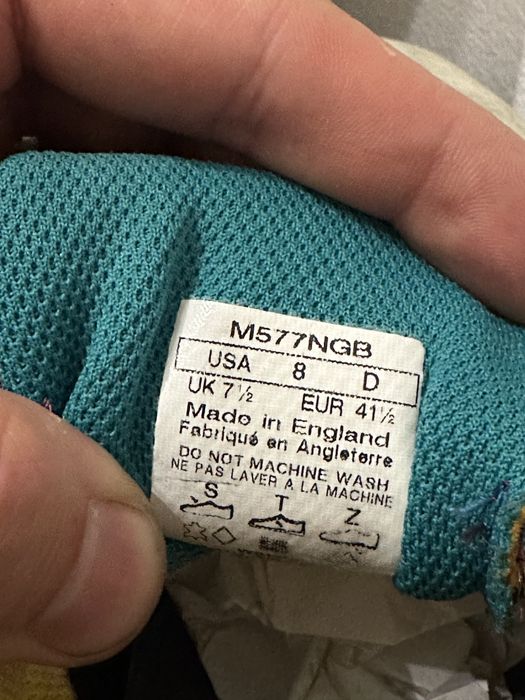 M577NGB
USA 8 D
UK 7½ EUR 41½
Made in England
Fabriqué en Angleterre
DO NOT MACHINE WASH
NE PAS LAVER A LA MACHINE
S T Z